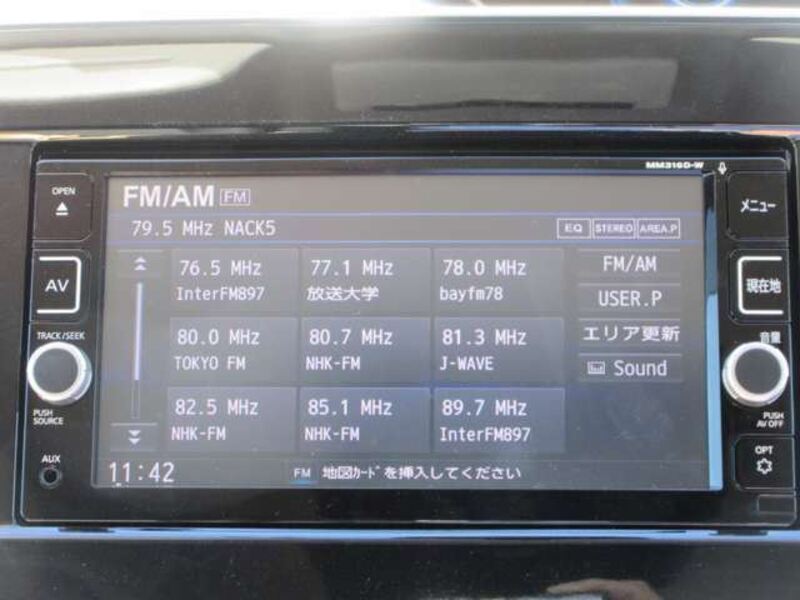 MM316D-W
OPEN
AV
TRACK/SEEK
PUSH
SOURCE
AUX
FM/AM FM
79.5 MHz NACK5
EQ STEREO AREA.P
76.5 MHz
InterFM897
77.1 MHz
放送大学
78.0 MHz
bayfm78
80.0 MHz
TOKYO FM
80.7 MHz
NHK-FM
81.3 MHz
J-WAVE
82.5 MHz
NHK-FM
85.1 MHz
NHK-FM
89.7 MHz
InterFM897
FM/AM
USER.P
エリア更新
Sound
11:42
FM 地図ｶｰﾄﾞを挿入してください
メニュー
現在地
音量
PUSH
AV OFF
OPT